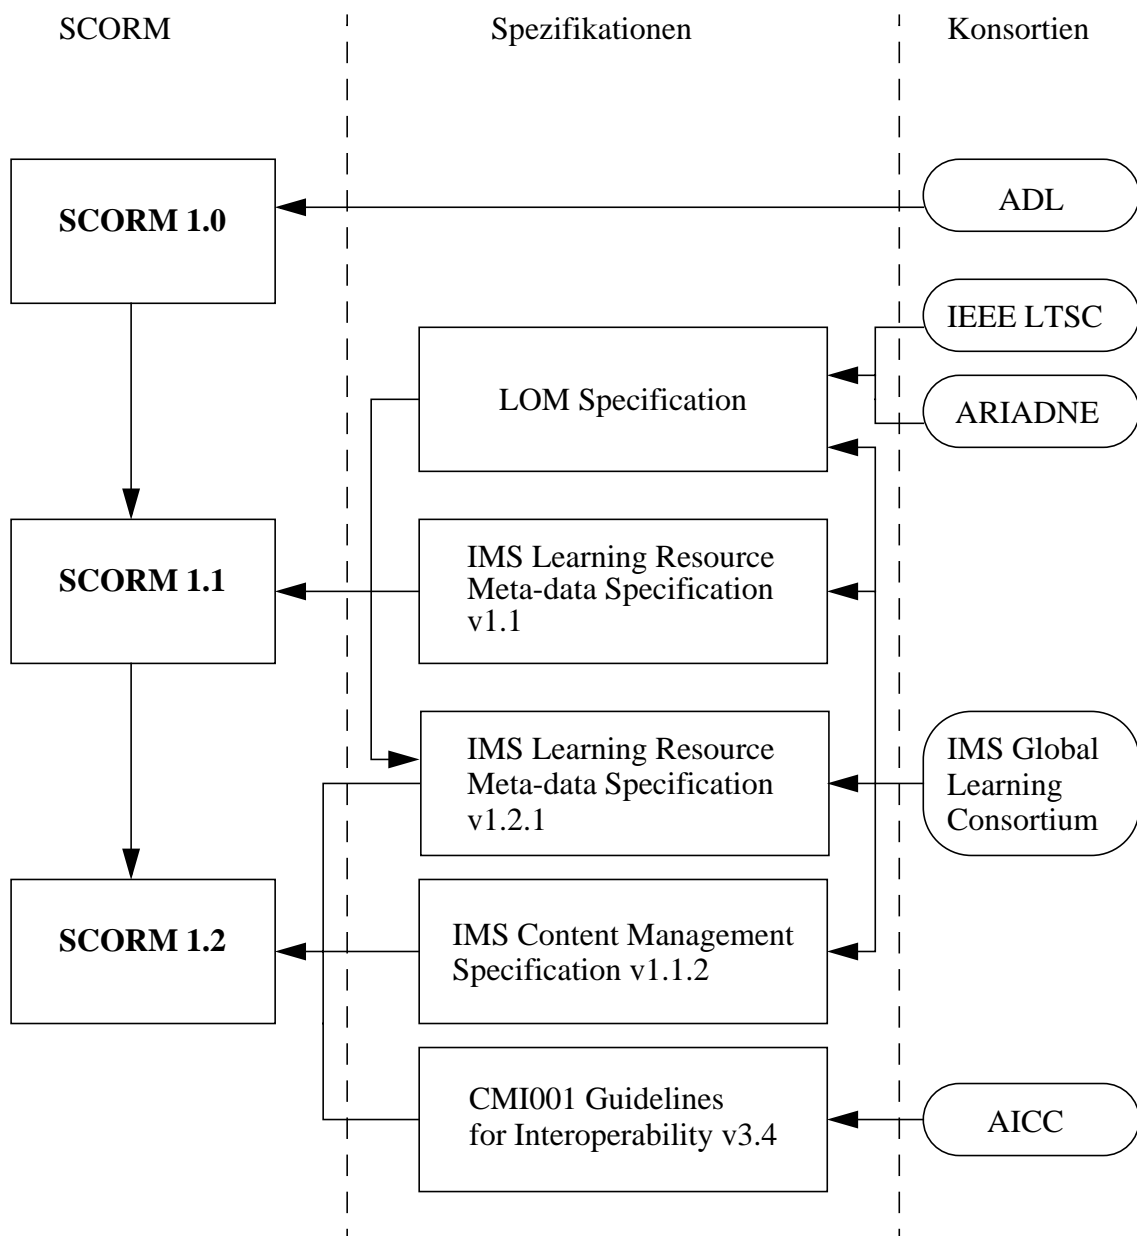 SCORM
Spezifikationen
Konsortien
SCORM 1.0
ADL
IEEE LTSC
LOM Specification
ARIADNE
SCORM 1.1
IMS Learning Resource
Meta-data Specification
v1.1
IMS Learning Resource
Meta-data Specification
v1.2.1
IMS Global
Learning
Consortium
SCORM 1.2
IMS Content Management
Specification v1.1.2
CMI001 Guidelines
for Interoperability v3.4
AICC